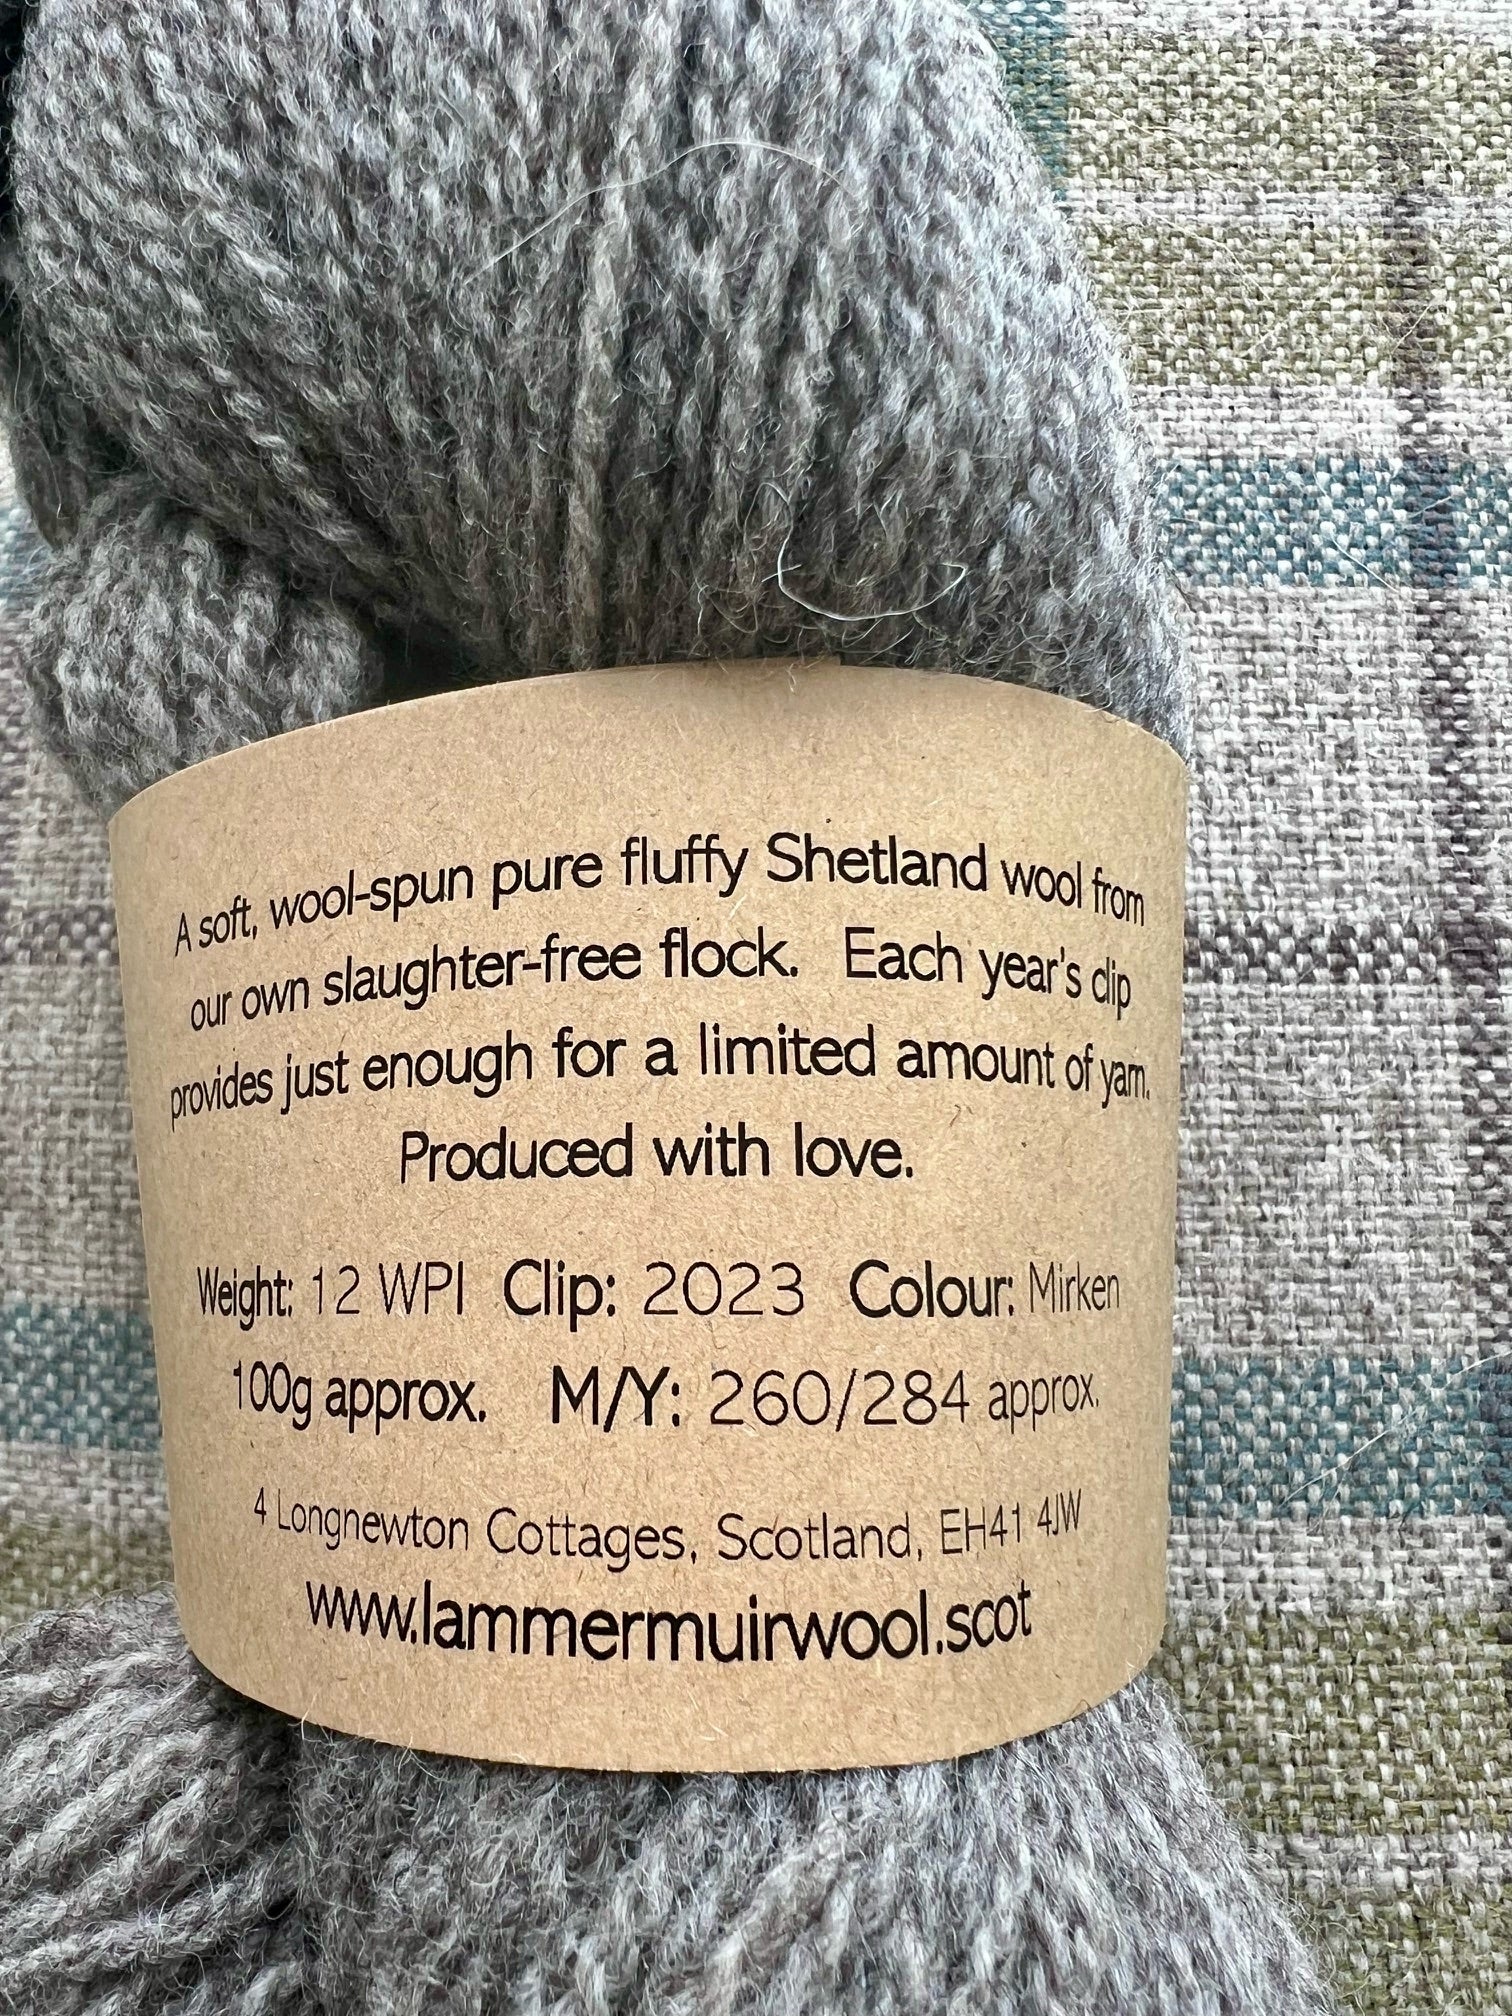 A soft, wool-spun pure fluffy Shetland wool from
our own slaughter-free flock. Each year's clip
provides just enough for a limited amount of yarn.
Produced with love.
Weight: 12 WPI Clip: 2023 Colour: Mirken
100g approx. M/Y: 260/284 approx.
4 Longnewton Cottages, Scotland, EH41 4JW
www.lammermuirwool.scot